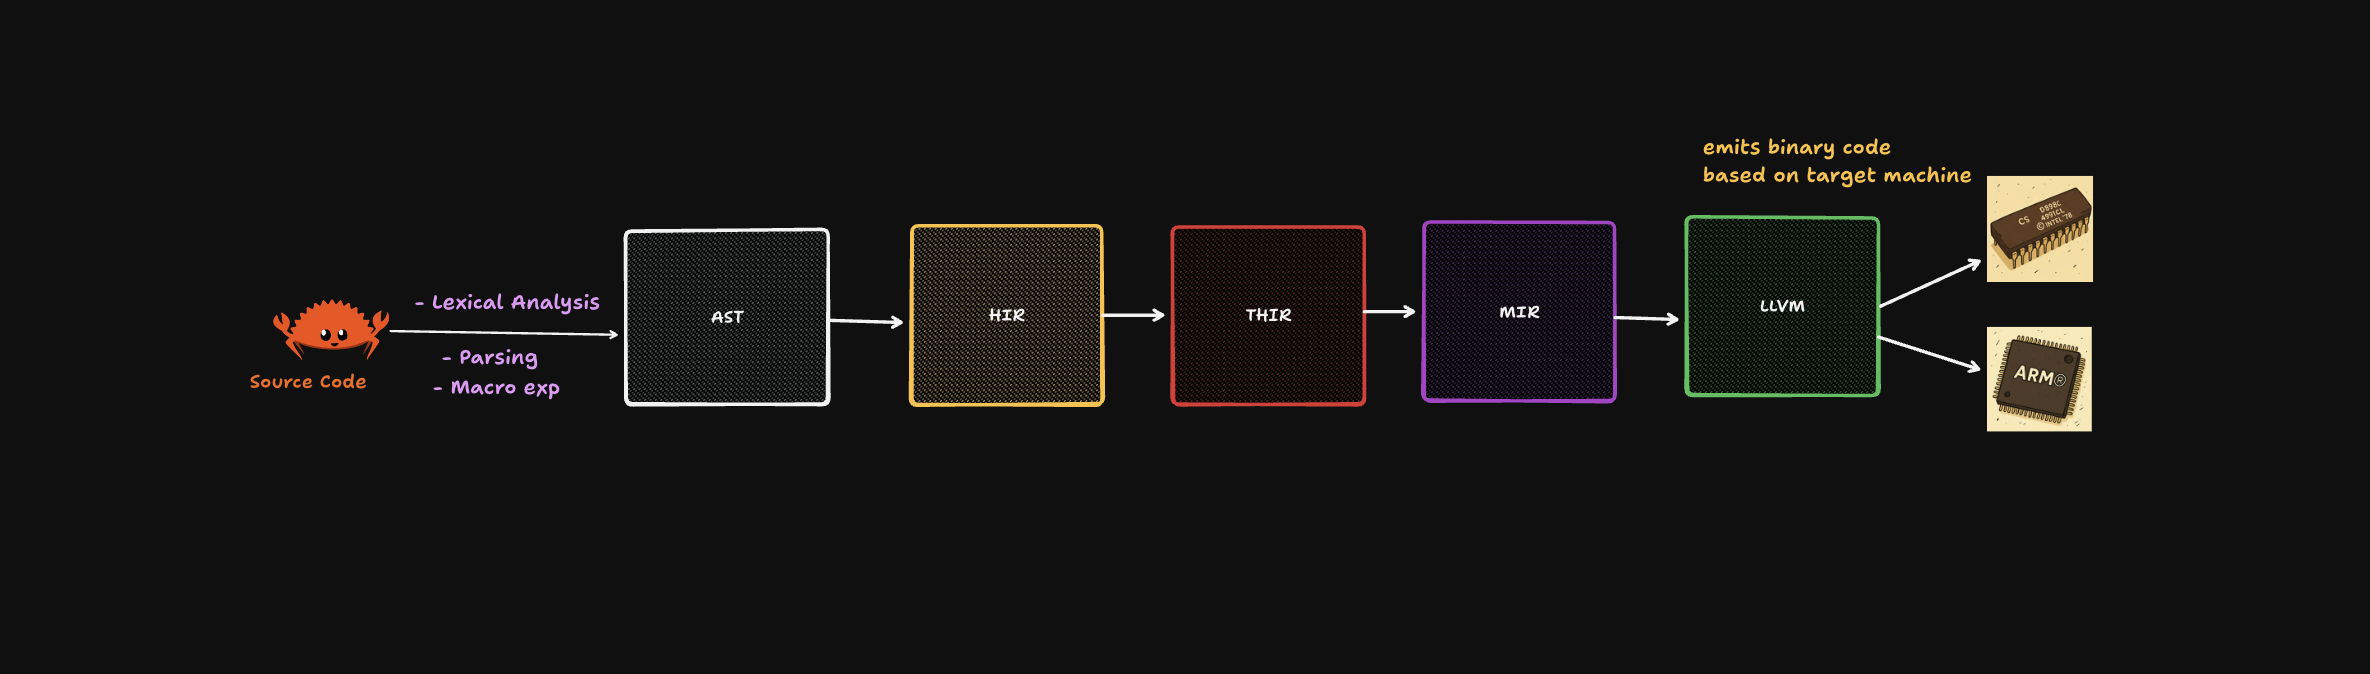 emits binary code
based on target machine
CS
D898C
4991CL
©INTEL '78
- Lexical Analysis
AST
HIR
THIR
MIR
LLVM
- Parsing
Source Code
- Macro exp
ARM®